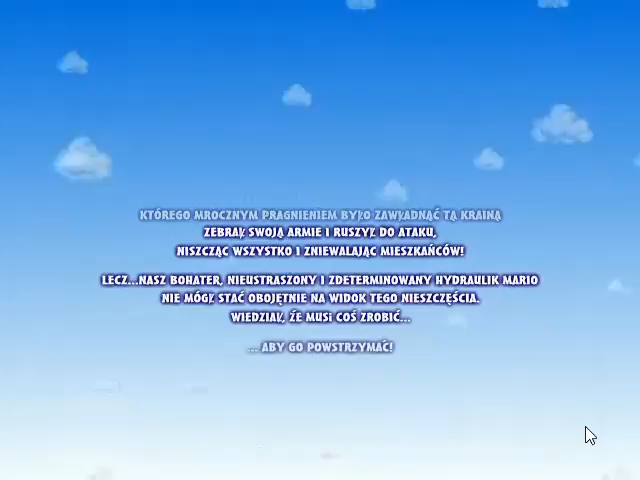 KTÓREGO MROCZNYM PRAGNIENIEM BYŁO ZAWŁADNĄĆ TĄ KRAINĄ
ZEBRAŁ SWOJĄ ARMIE I RUSZYŁ DO ATAKU,
NISZCZĄC WSZYSTKO I ZNIEWALAJĄC MIESZKAŃCÓW!
LECZ...NASZ BOHATER, NIEUSTRASZONY I ZDETERMINOWANY HYDRAULIK MARIO
NIE MÓGŁ STAĆ OBOJĘTNIE NA WIDOK TEGO NIESZCZĘŚCIA.
WIEDZIAŁ, ŻE MUSI COŚ ZROBIĆ...
... ABY GO POWSTRZYMAĆ!